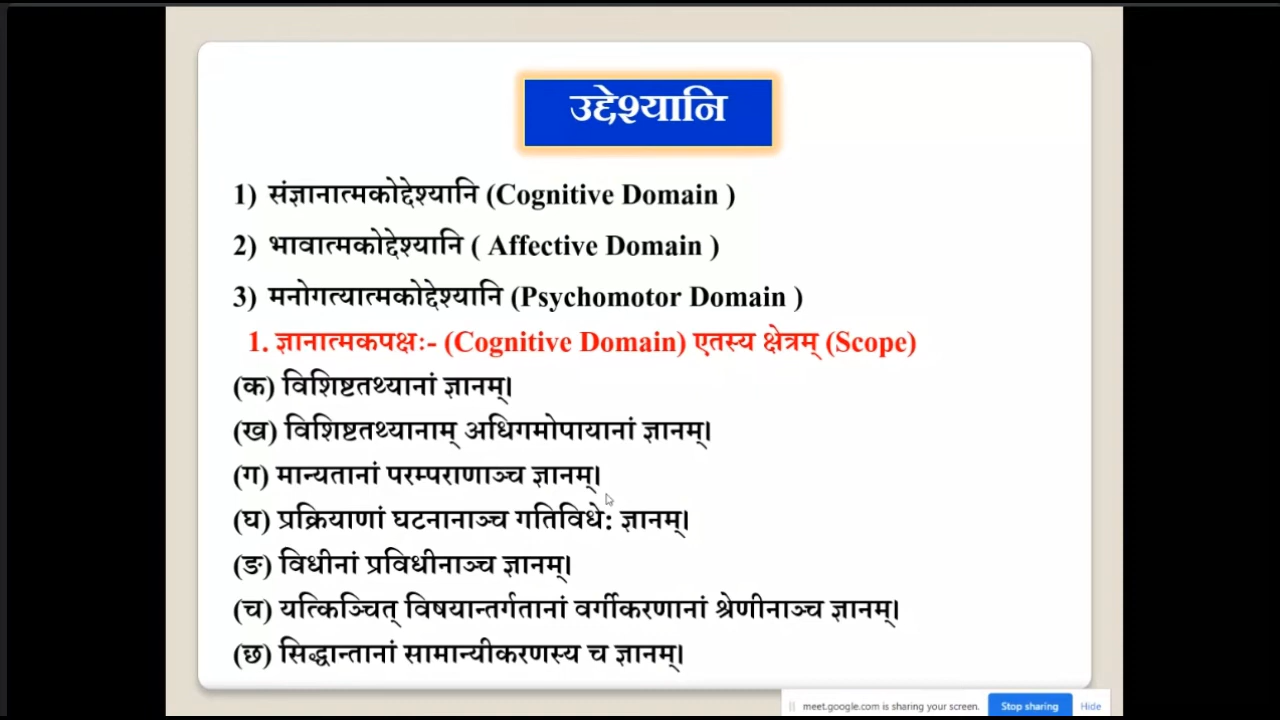 उद्देश्यानि
1) संज्ञानात्मकोद्देश्यानि (Cognitive Domain )
2) भावात्मकोद्देश्यानि ( Affective Domain )
3) मनोगत्यात्मकोद्देश्यानि (Psychomotor Domain )
1. ज्ञानात्मकपक्षः- (Cognitive Domain) एतस्य क्षेत्रम् (Scope)
(क) विशिष्टतथ्यानां ज्ञानम्।
(ख) विशिष्टतथ्यानाम् अधिगमोपायानां ज्ञानम्।
(ग) मान्यतानां परम्पराणाञ्च ज्ञानम्।
(घ) प्रक्रियाणां घटनानाञ्च गतिविधेः ज्ञानम्।
(ङ) विधीनां प्रविधीनाञ्च ज्ञानम्।
(च) यत्किञ्चित् विषयान्तर्गतानां वर्गीकरणानां श्रेणीनाञ्च ज्ञानम्।
(छ) सिद्धान्तानां सामान्यीकरणस्य च ज्ञानम्।
meet.google.com is sharing your screen. Stop sharing Hide